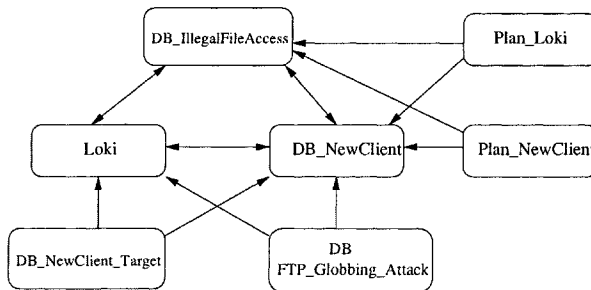 DB_IllegalFileAccess
Plan_Loki
Loki
DB_NewClient
Plan_NewClient
DB_NewClient_Target
DB
FTP_Globbing_Attack